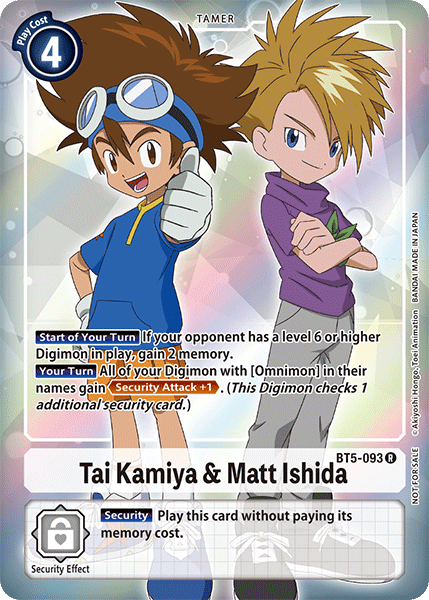 Play Cost
4
TAMER
Start of Your Turn If your opponent has a level 6 or higher
Digimon in play, gain 2 memory.
Your Turn All of your Digimon with [Omnimon] in their
names gain Security Attack +1. (This Digimon checks 1
additional security card.)
BT5-093 R
Tai Kamiya & Matt Ishida
Security Play this card without paying its
memory cost.
Security Effect
NOT FOR SALE ©Akiyoshi Hongo, Toei Animation BANDAI MADE IN JAPAN